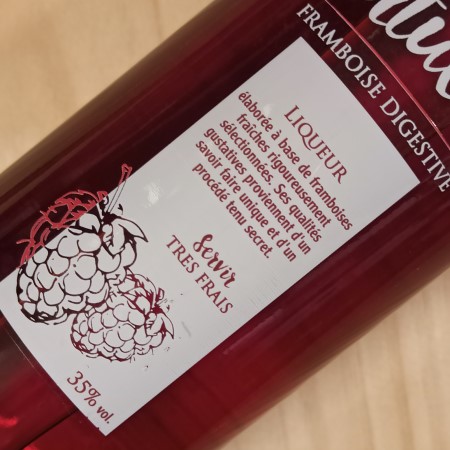 FRAMBOISE DIGESTIVE
LIQUEUR
élaborée à base de framboises
fraîches rigoureusement
sélectionnées. Ses qualités
gustatives proviennent d'un
savoir faire unique et d'un
procédé tenu secret.
Servir
TRES FRAIS
35% vol.